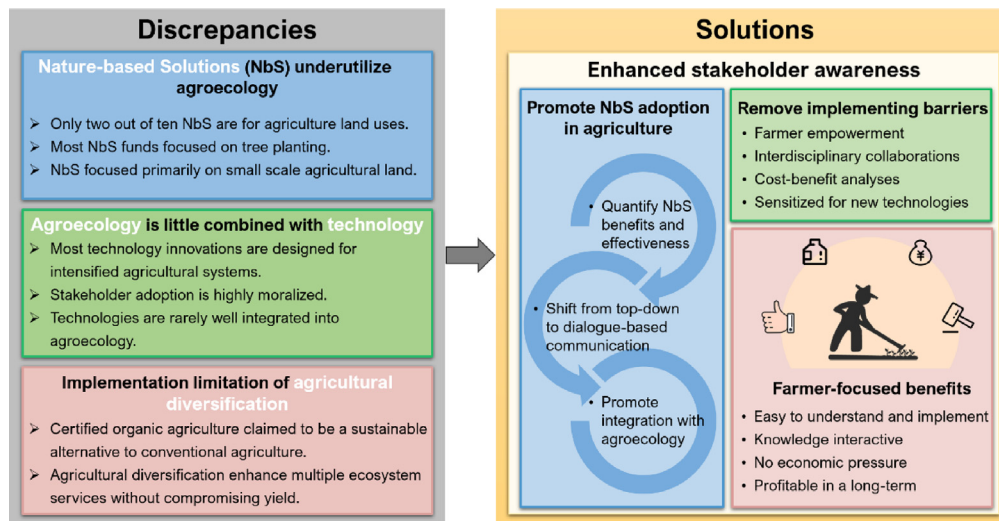 Discrepancies
Nature-based Solutions (NbS) underutilize
agroecology
➢ Only two out of ten NbS are for agriculture land uses.
➢ Most NbS funds focused on tree planting.
➢ NbS focused primarily on small scale agricultural land.
Agroecology is little combined with technology
➢ Most technology innovations are designed for
intensified agricultural systems.
➢ Stakeholder adoption is highly moralized.
➢ Technologies are rarely well integrated into
agroecology.
Implementation limitation of agricultural
diversification
➢ Certified organic agriculture claimed to be a sustainable
alternative to conventional agriculture.
➢ Agricultural diversification enhance multiple ecosystem
services without compromising yield.
Solutions
Enhanced stakeholder awareness
Promote NbS adoption
in agriculture
• Quantify NbS
benefits and
effectiveness
• Shift from top-down
to dialogue-based
communication
• Promote
integration with
agroecology
Remove implementing barriers
• Farmer empowerment
• Interdisciplinary collaborations
• Cost-benefit analyses
• Sensitized for new technologies
¥
Farmer-focused benefits
• Easy to understand and implement
• Knowledge interactive
• No economic pressure
• Profitable in a long-term